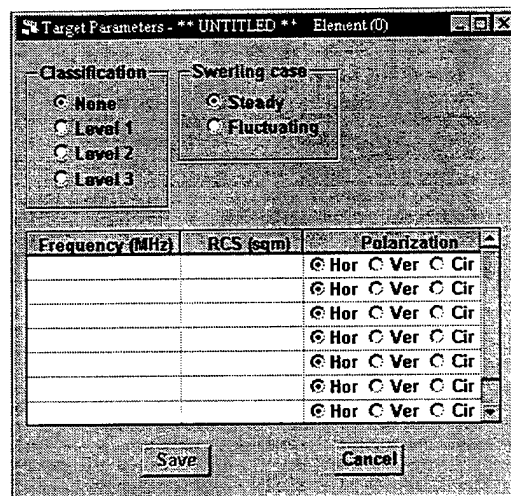 Target Parameters - ** UNTITLED ** Element (0)
Classification
None
Level 1
Level 2
Level 3
Swerling case
Steady
Fluctuating
Frequency (MHz) RCS (sqm) Polarization
Hor Ver Cir
Hor Ver Cir
Hor Ver Cir
Hor Ver Cir
Hor Ver Cir
Hor Ver Cir
Hor Ver Cir
Save Cancel